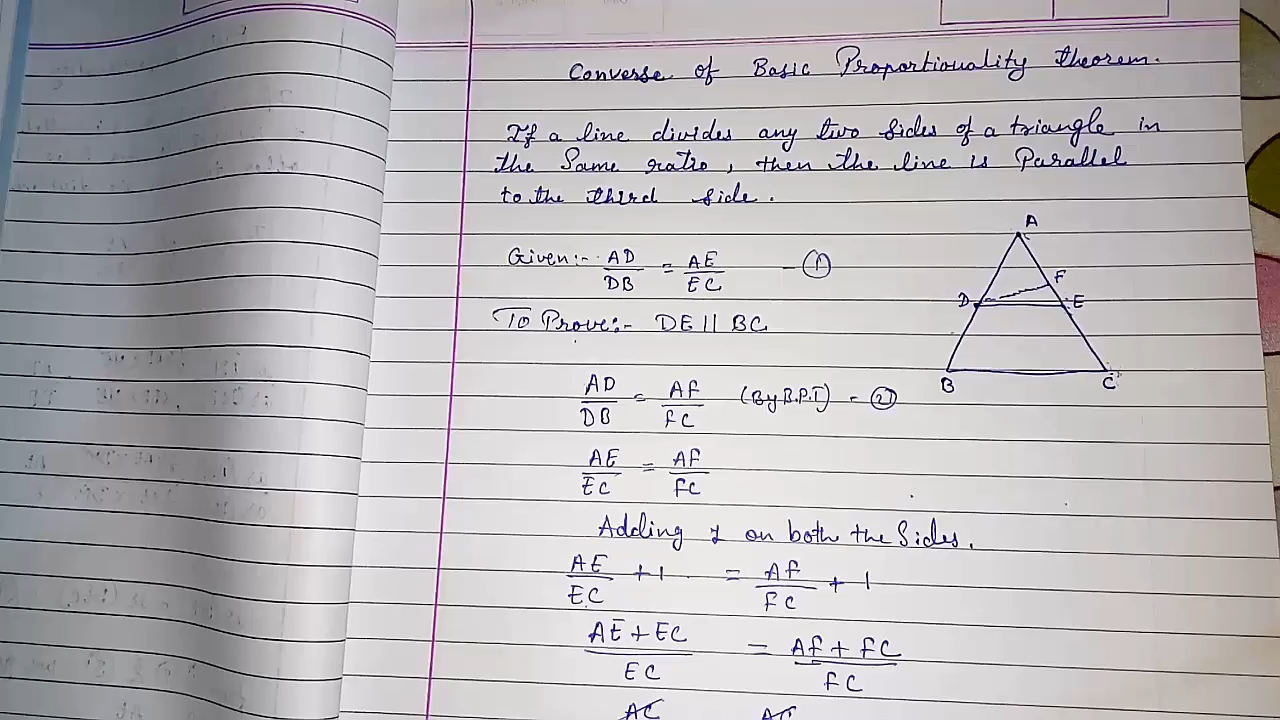 Converse of Basic Proportionality Theorem.
If a line divides any two sides of a triangle in
the same ratio, then the line is Parallel
to the third side.
Given:- AD/DB = AE/EC - ①
To Prove:- DE || BC
A
F
D
E
B
C
AD/DB = AF/FC (By B.P.T) - ②
AE/EC = AF/FC
Adding 1 on both the Sides.
AE/EC + 1 = AF/FC + 1
AE + EC/EC = AF + FC/FC
AC